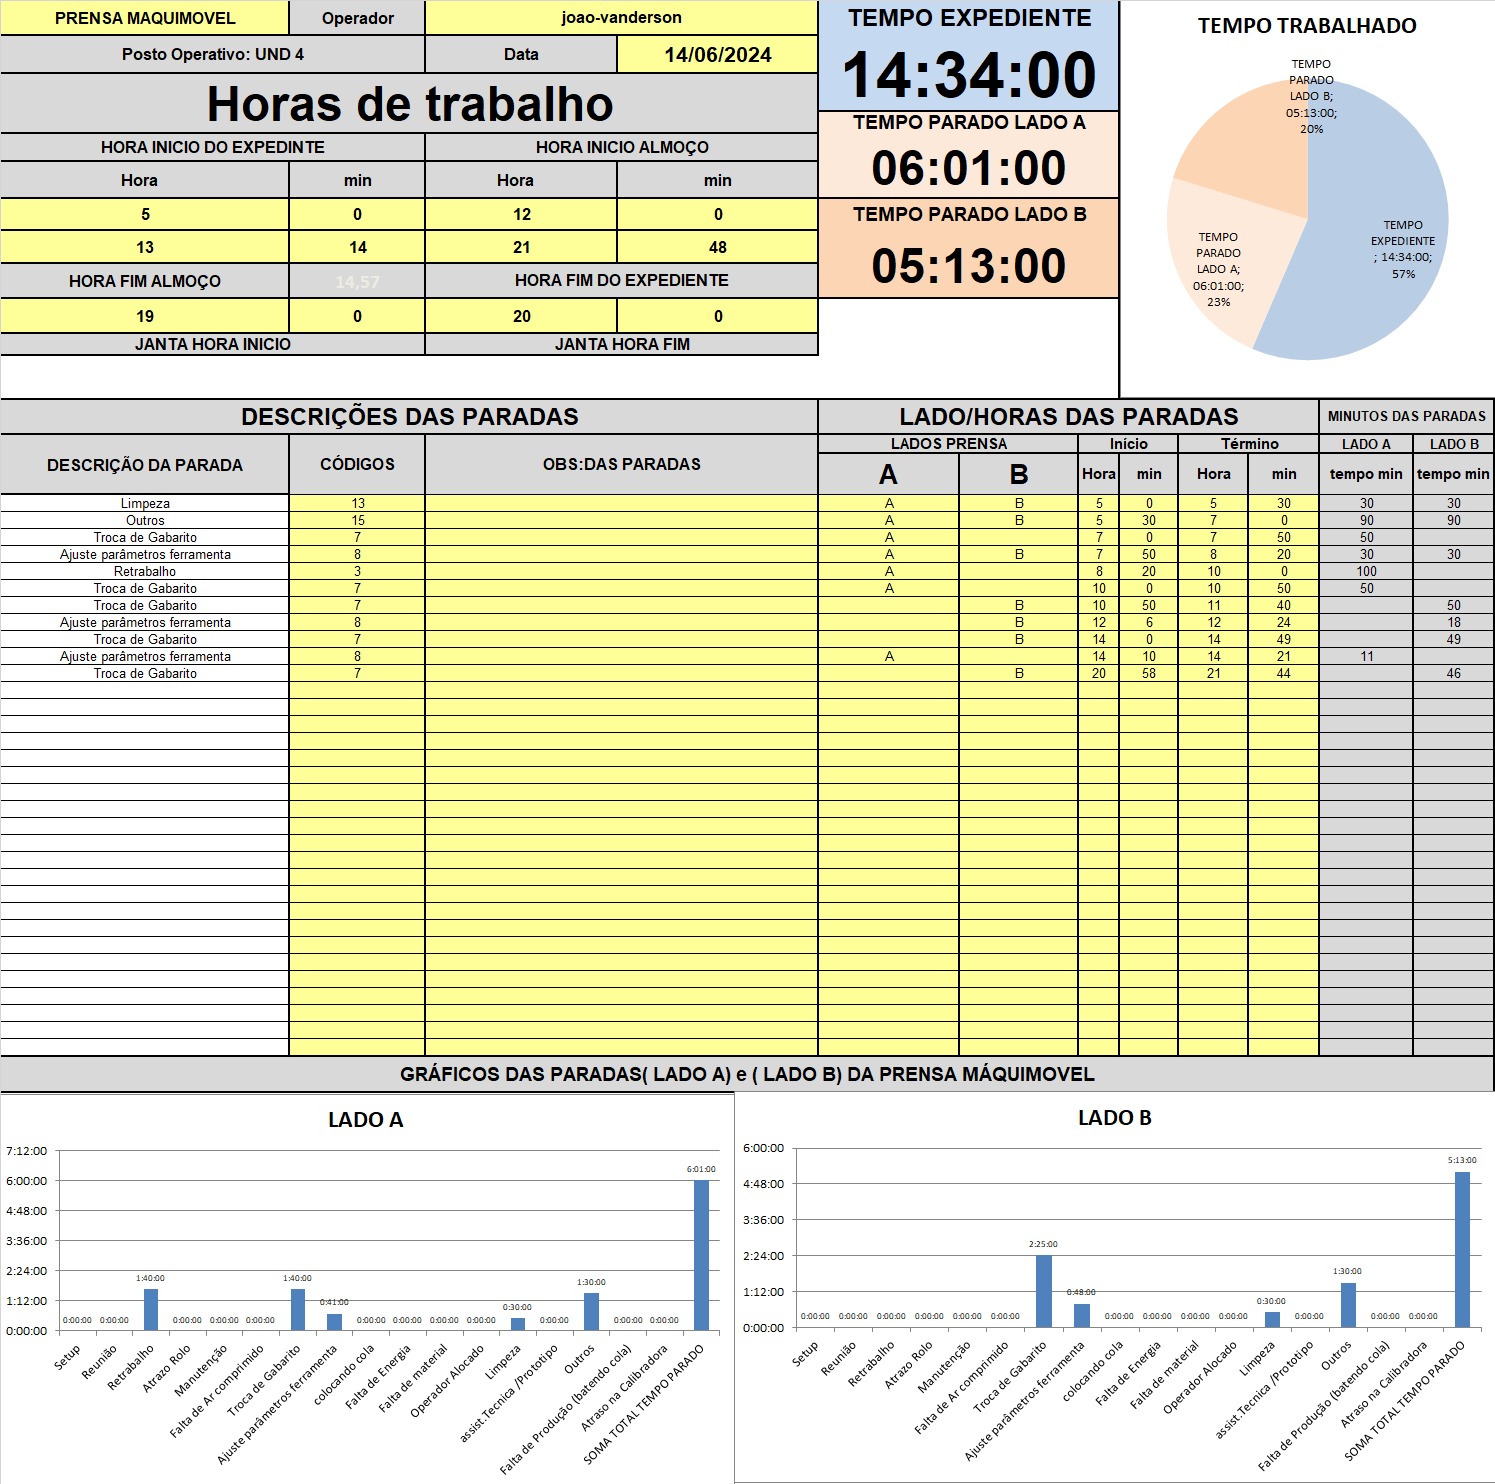 PRENSA MAQUIMOVEL Operador joao-vanderson
Posto Operativo: UND 4 Data 14/06/2024
Horas de trabalho
HORA INICIO DO EXPEDINTE HORA INICIO ALMOÇO
Hora min Hora min
5 0 12 0
13 14 21 48
HORA FIM ALMOÇO 14,57 HORA FIM DO EXPEDIENTE
19 0 20 0
JANTA HORA INICIO JANTA HORA FIM
TEMPO EXPEDIENTE
14:34:00
TEMPO PARADO LADO A
06:01:00
TEMPO PARADO LADO B
05:13:00
TEMPO TRABALHADO
TEMPO
PARADO
LADO B;
05:13:00;
20%
TEMPO
EXPEDIENTE
; 14:34:00;
57%
TEMPO
PARADO
LADO A;
06:01:00;
23%
DESCRIÇÕES DAS PARADAS LADO/HORAS DAS PARADAS MINUTOS DAS PARADAS
DESCRIÇÃO DA PARADA CÓDIGOS OBS:DAS PARADAS LADOS PRENSA Início Término LADO A LADO B
A B Hora min Hora min tempo min tempo min
Limpeza 13 A B 5 0 5 30 30 30
Outros 15 A B 5 30 7 0 90 90
Troca de Gabarito 7 A 7 0 7 50 50
Ajuste parâmetros ferramenta 8 A B 7 50 8 20 30 30
Retrabalho 3 A 8 20 10 0 100
Troca de Gabarito 7 A 10 0 10 50 50
Troca de Gabarito 7 B 10 50 11 40 50
Ajuste parâmetros ferramenta 8 B 12 6 12 24 18
Troca de Gabarito 7 B 14 0 14 49 49
Ajuste parâmetros ferramenta 8 A 14 10 14 21 11
Troca de Gabarito 7 B 20 58 21 44 46
GRÁFICOS DAS PARADAS( LADO A) e ( LADO B) DA PRENSA MÁQUIMOVEL
LADO A
7:12:00
6:00:00
4:48:00
3:36:00
2:24:00
1:12:00
0:00:00
0:00:00 0:00:00 1:40:00 0:00:00 0:00:00 0:00:00 1:40:00 0:41:00 0:00:00 0:00:00 0:00:00 0:00:00 0:30:00 0:00:00 1:30:00 0:00:00 0:00:00 6:01:00
Setup
Reunião
Retrabalho
Atrazo Rolo
Manutenção
Falta de Ar comprimido
Troca de Gabarito
Ajuste parâmetros ferramenta
colocando cola
Falta de Energia
Falta de material
Operador Alocado
Limpeza
assist.Tecnica /Prototipo
Outros
Falta de Produção (batendo cola)
Atraso na Calibradora
SOMA TOTAL TEMPO PARADO
LADO B
6:00:00
4:48:00
3:36:00
2:24:00
1:12:00
0:00:00
0:00:00 0:00:00 0:00:00 0:00:00 0:00:00 0:00:00 2:25:00 0:48:00 0:00:00 0:00:00 0:00:00 0:00:00 0:30:00 0:00:00 1:30:00 0:00:00 0:00:00 5:13:00
Setup
Reunião
Retrabalho
Atrazo Rolo
Manutenção
Falta de Ar comprimido
Troca de Gabarito
Ajuste parâmetros ferramenta
colocando cola
Falta de Energia
Falta de material
Operador Alocado
Limpeza
assist.Tecnica /Prototipo
Outros
Falta de Produção (batendo cola)
Atraso na Calibradora
SOMA TOTAL TEMPO PARADO